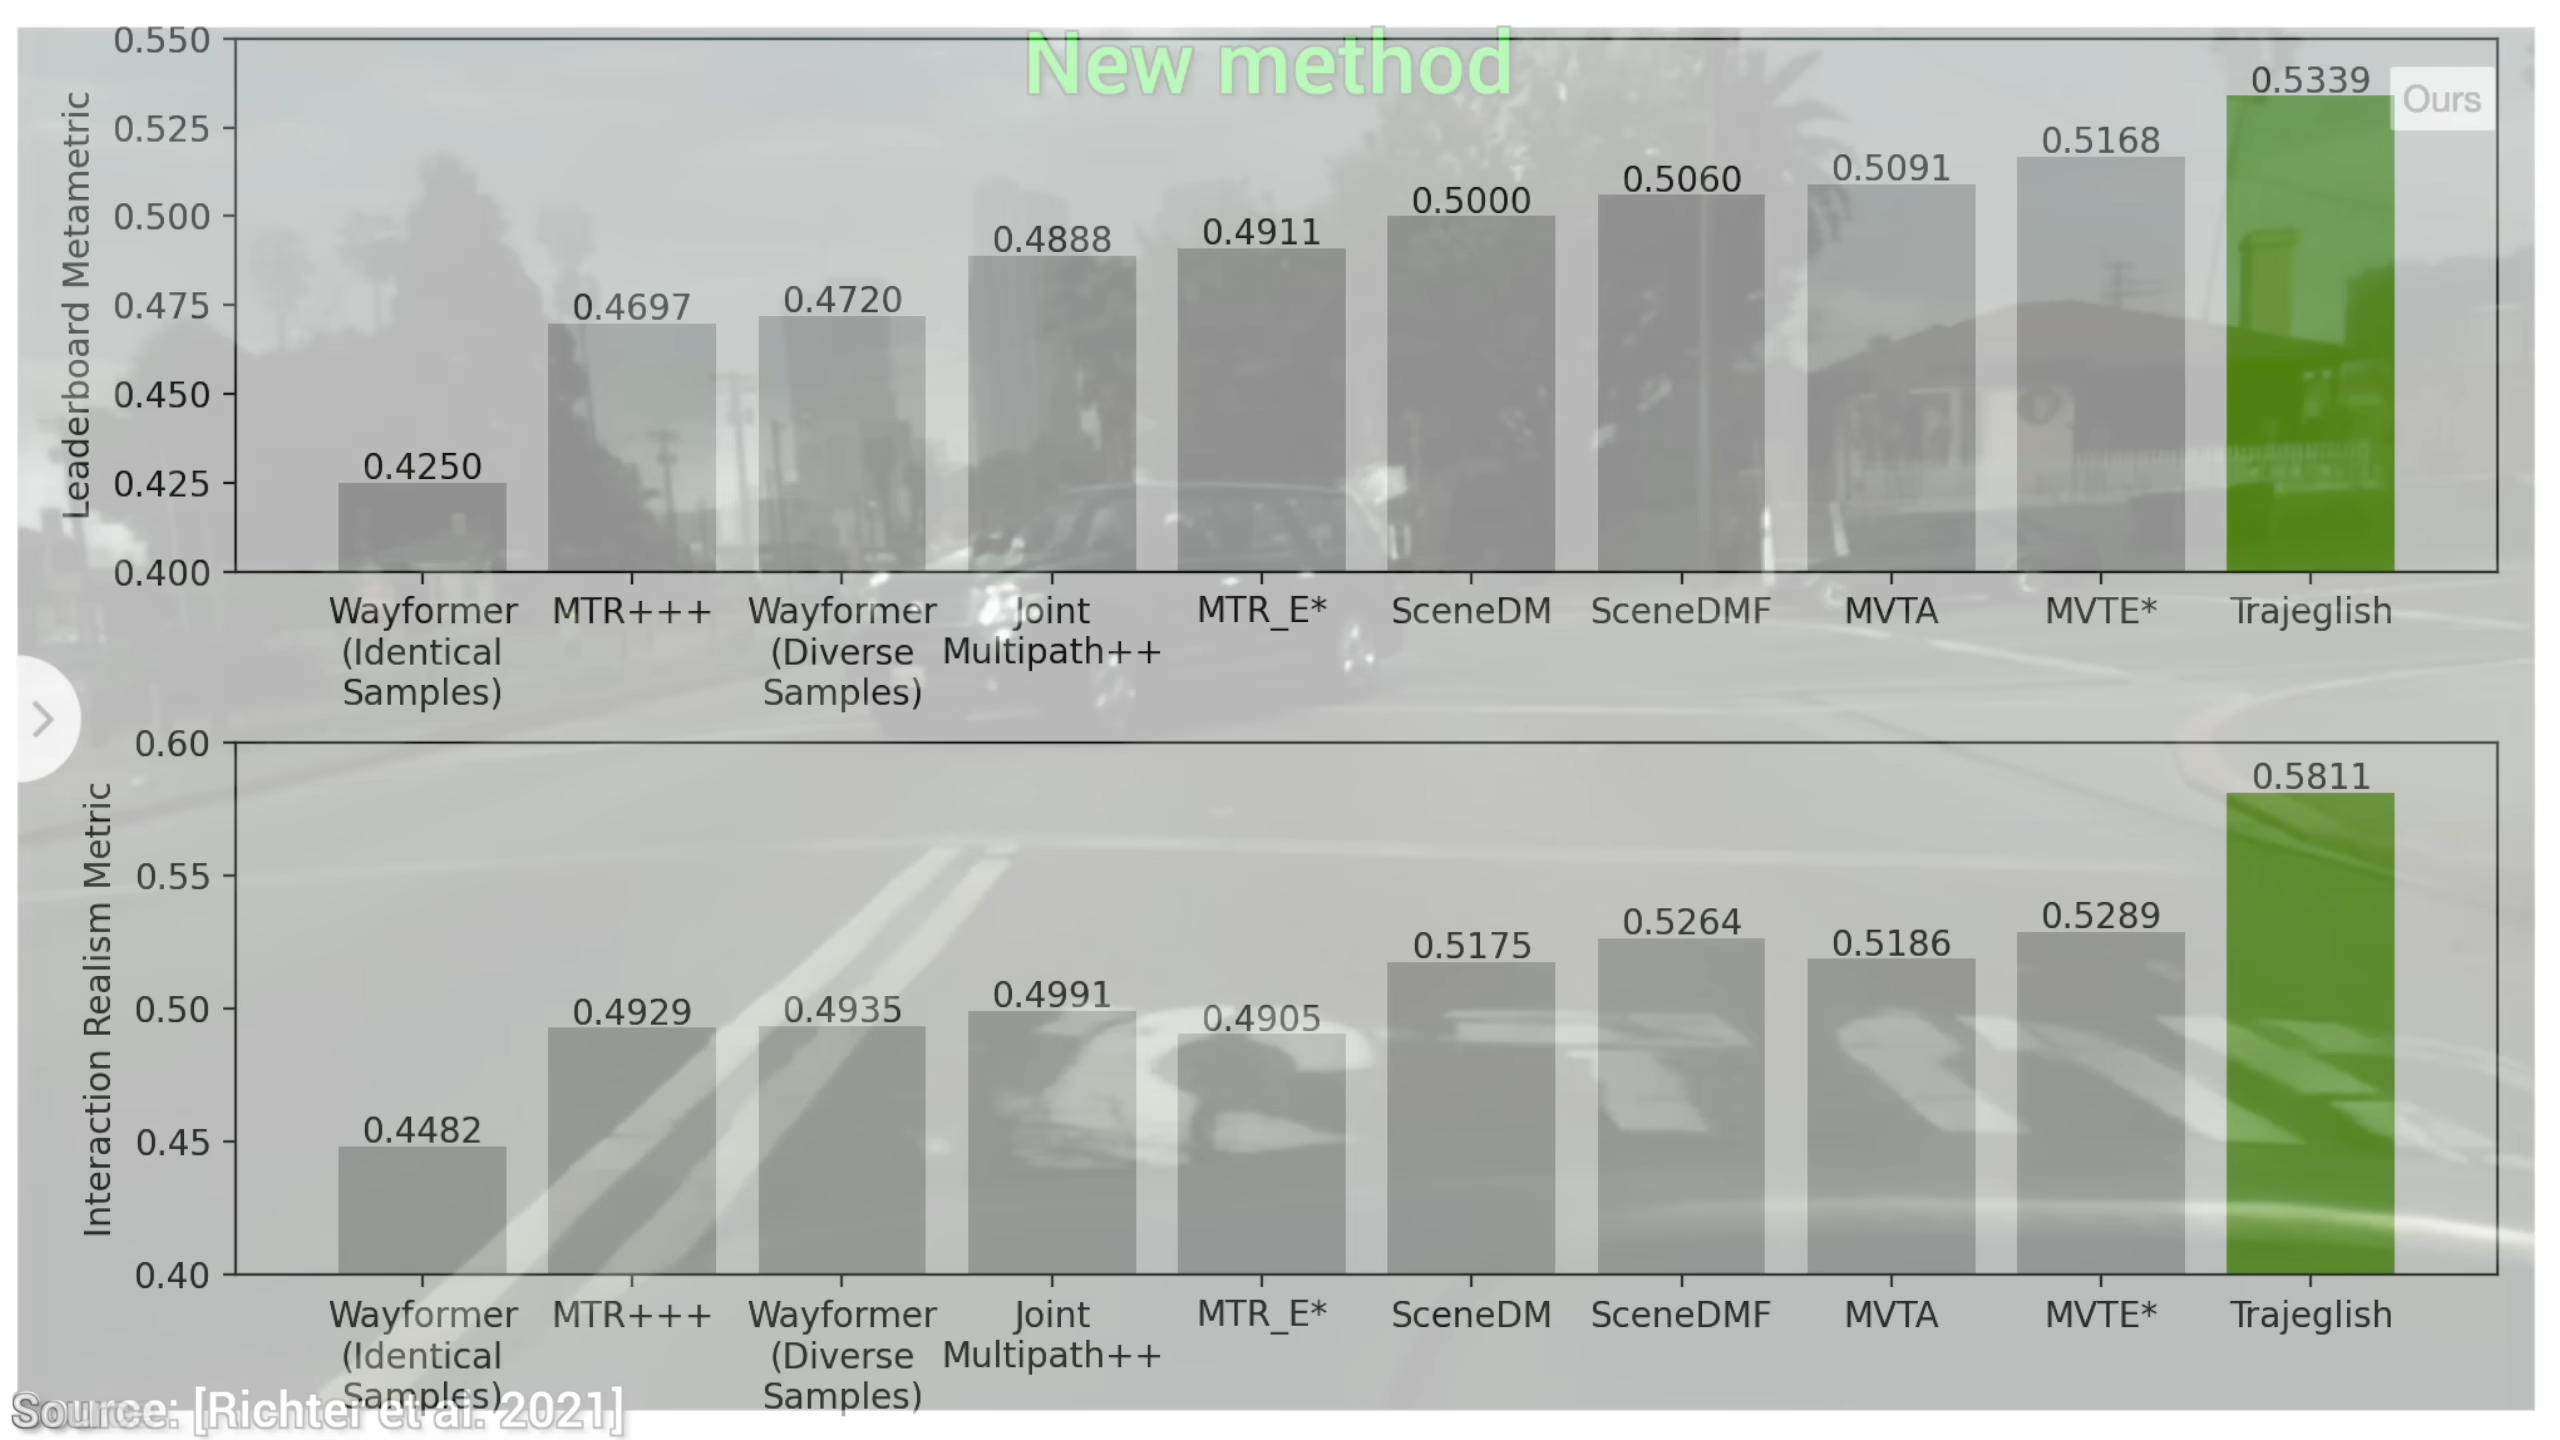 New method
Ours
Leaderboard Metametric
0.550
0.525
0.500
0.475
0.450
0.425
0.400
0.4250
0.4697
0.4720
0.4888
0.4911
0.5000
0.5060
0.5091
0.5168
0.5339
Wayformer
(Identical
Samples)
MTR+++
Wayformer
(Diverse
Samples)
Joint
Multipath++
MTR_E*
SceneDM
SceneDMF
MVTA
MVTE*
Trajeglish
Interaction Realism Metric
0.60
0.55
0.50
0.45
0.40
0.4482
0.4929
0.4935
0.4991
0.4905
0.5175
0.5264
0.5186
0.5289
0.5811
Wayformer
(Identical
Samples)
MTR+++
Wayformer
(Diverse
Samples)
Joint
Multipath++
MTR_E*
SceneDM
SceneDMF
MVTA
MVTE*
Trajeglish
Source: [Richter et al. 2021]